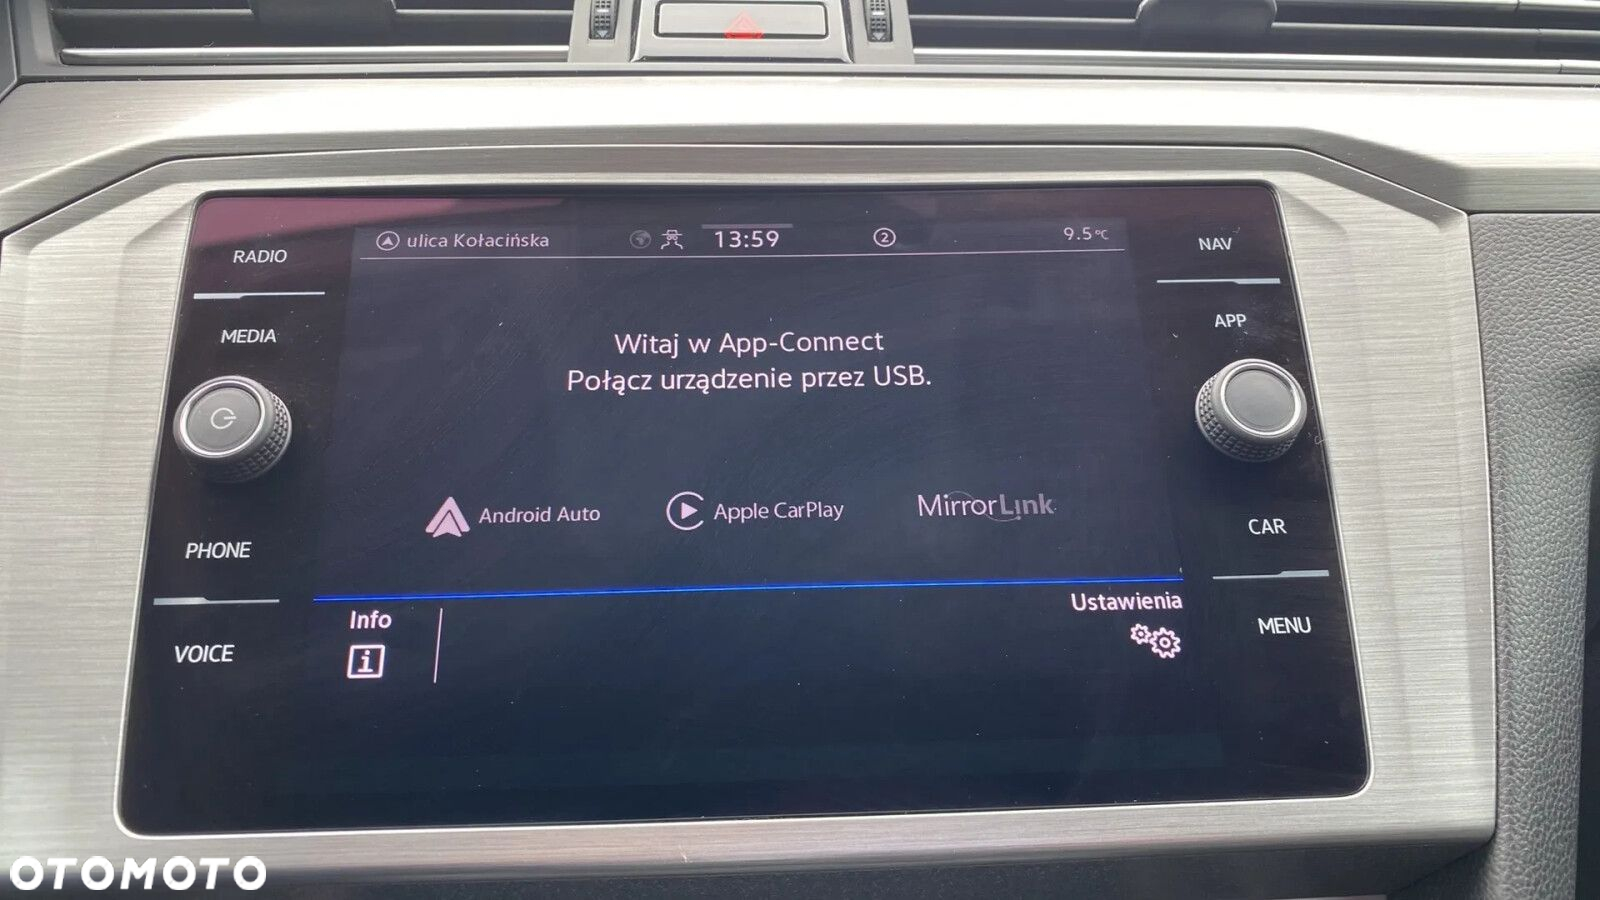 RADIO
MEDIA
PHONE
VOICE
ulica Kołacińska
13:59
2
9.5°C
Witaj w App-Connect
Połącz urządzenie przez USB.
Android Auto
Apple CarPlay
MirrorLink
Info
i
Ustawienia
NAV
APP
CAR
MENU
OTOMOTO